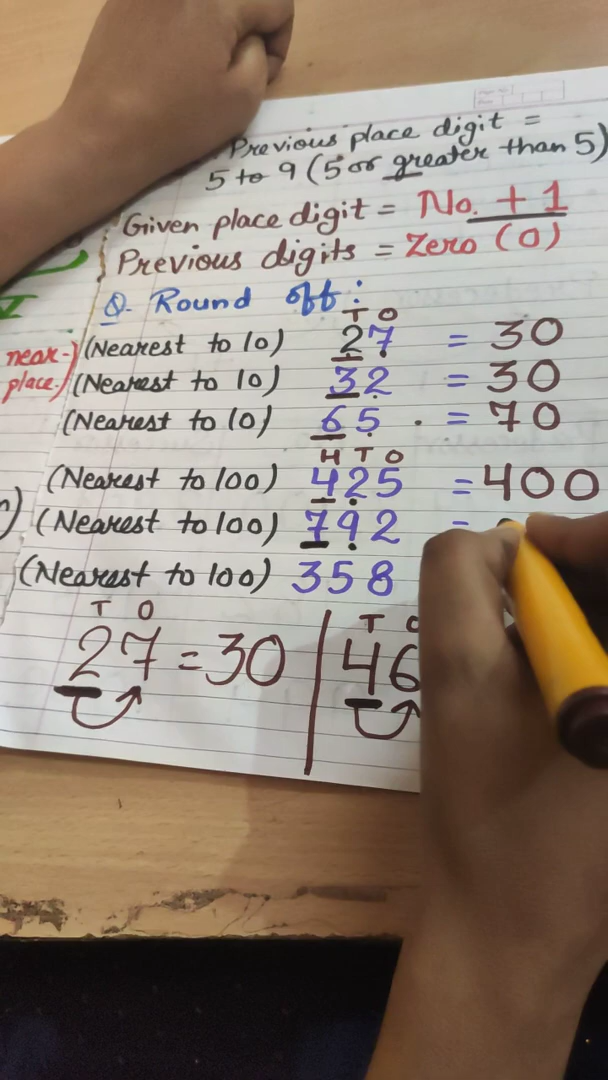 Previous place digit =
5 to 9 (5 or greater than 5)
Given place digit = No. + 1
Previous digits = Zero (0)
Q. Round off :
T O
(Nearest to 10) 27 = 30
near-
place (Nearest to 10) 32 = 30
(Nearest to 10) 65 . = 70
H T O
(Nearest to 100) 425 = 400
(Nearest to 100) 792 =
(Nearest to 100) 358
T O
27 = 30
T O
46